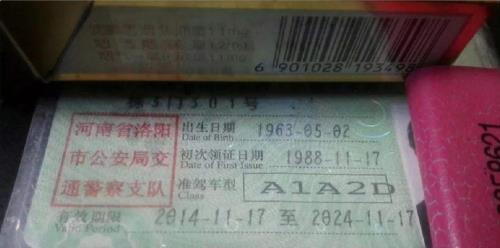 6 901028 193498
河南省洛阳
市公安局交
通警察支队
出生日期 1963-05-02
Date of Birth
初次领证日期 1988-11-17
Date of First Issue
准驾车型 A1A2D
Class
有效期限 2014-11-17 至 2024-11-17
Valid Period